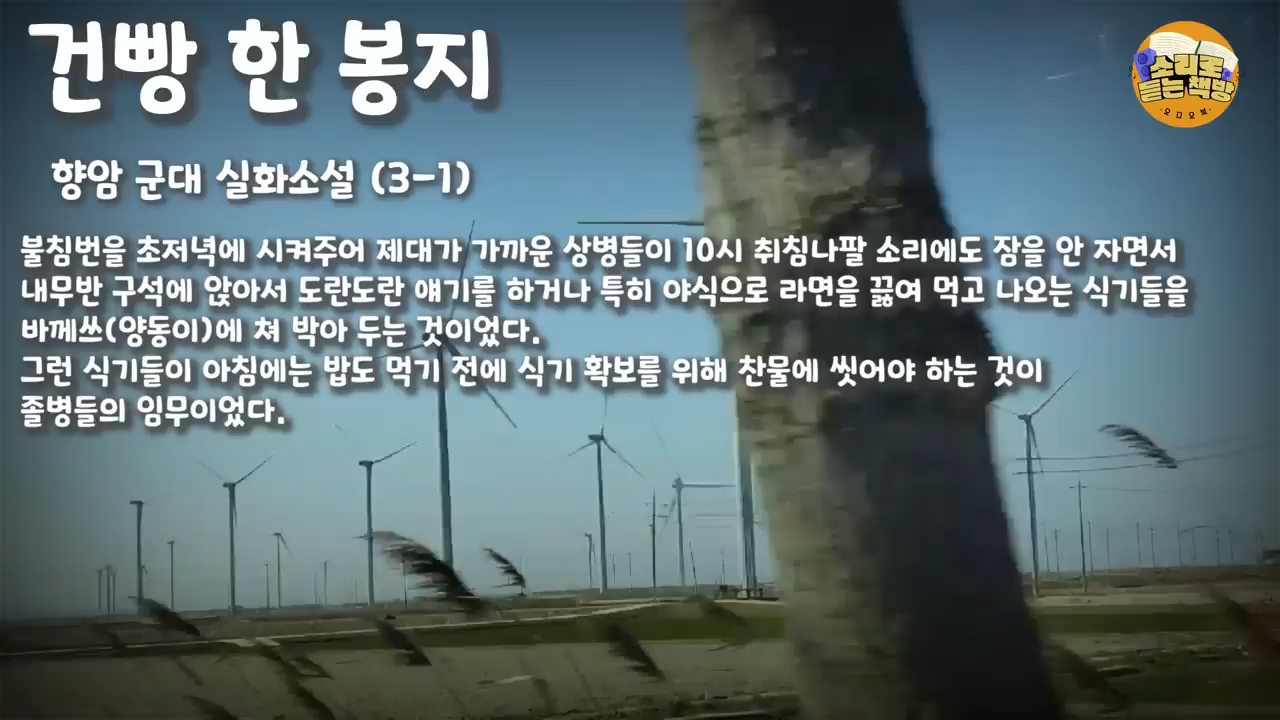 건빵 한 봉지
소리로
듣는 책방
·오디오북·
향암 군대 실화소설 (3-1)
불침번을 초저녁에 시켜주어 제대가 가까운 상병들이 10시 취침나팔 소리에도 잠을 안 자면서
내무반 구석에 앉아서 도란도란 얘기를 하거나 특히 야식으로 라면을 끓여 먹고 나오는 식기들을
바께쓰(양동이)에 쳐 박아 두는 것이었다.
그런 식기들이 아침에는 밥도 먹기 전에 식기 확보를 위해 찬물에 씻어야 하는 것이
졸병들의 임무이었다.